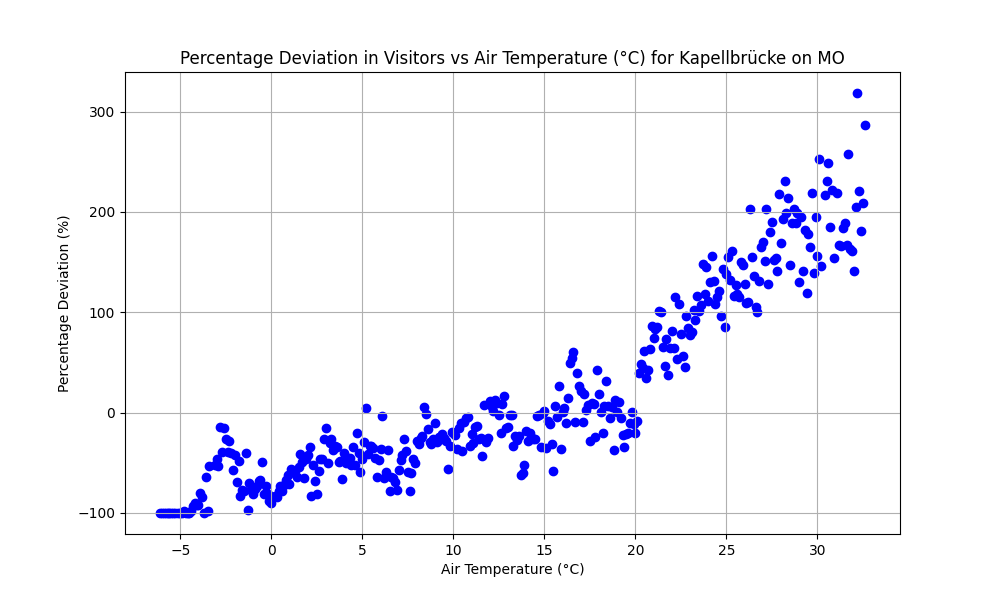 Percentage Deviation in Visitors vs Air Temperature (°C) for Kapellbrücke on MO
300
200
100
0
−100
Percentage Deviation (%)
−5 0 5 10 15 20 25 30
Air Temperature (°C)